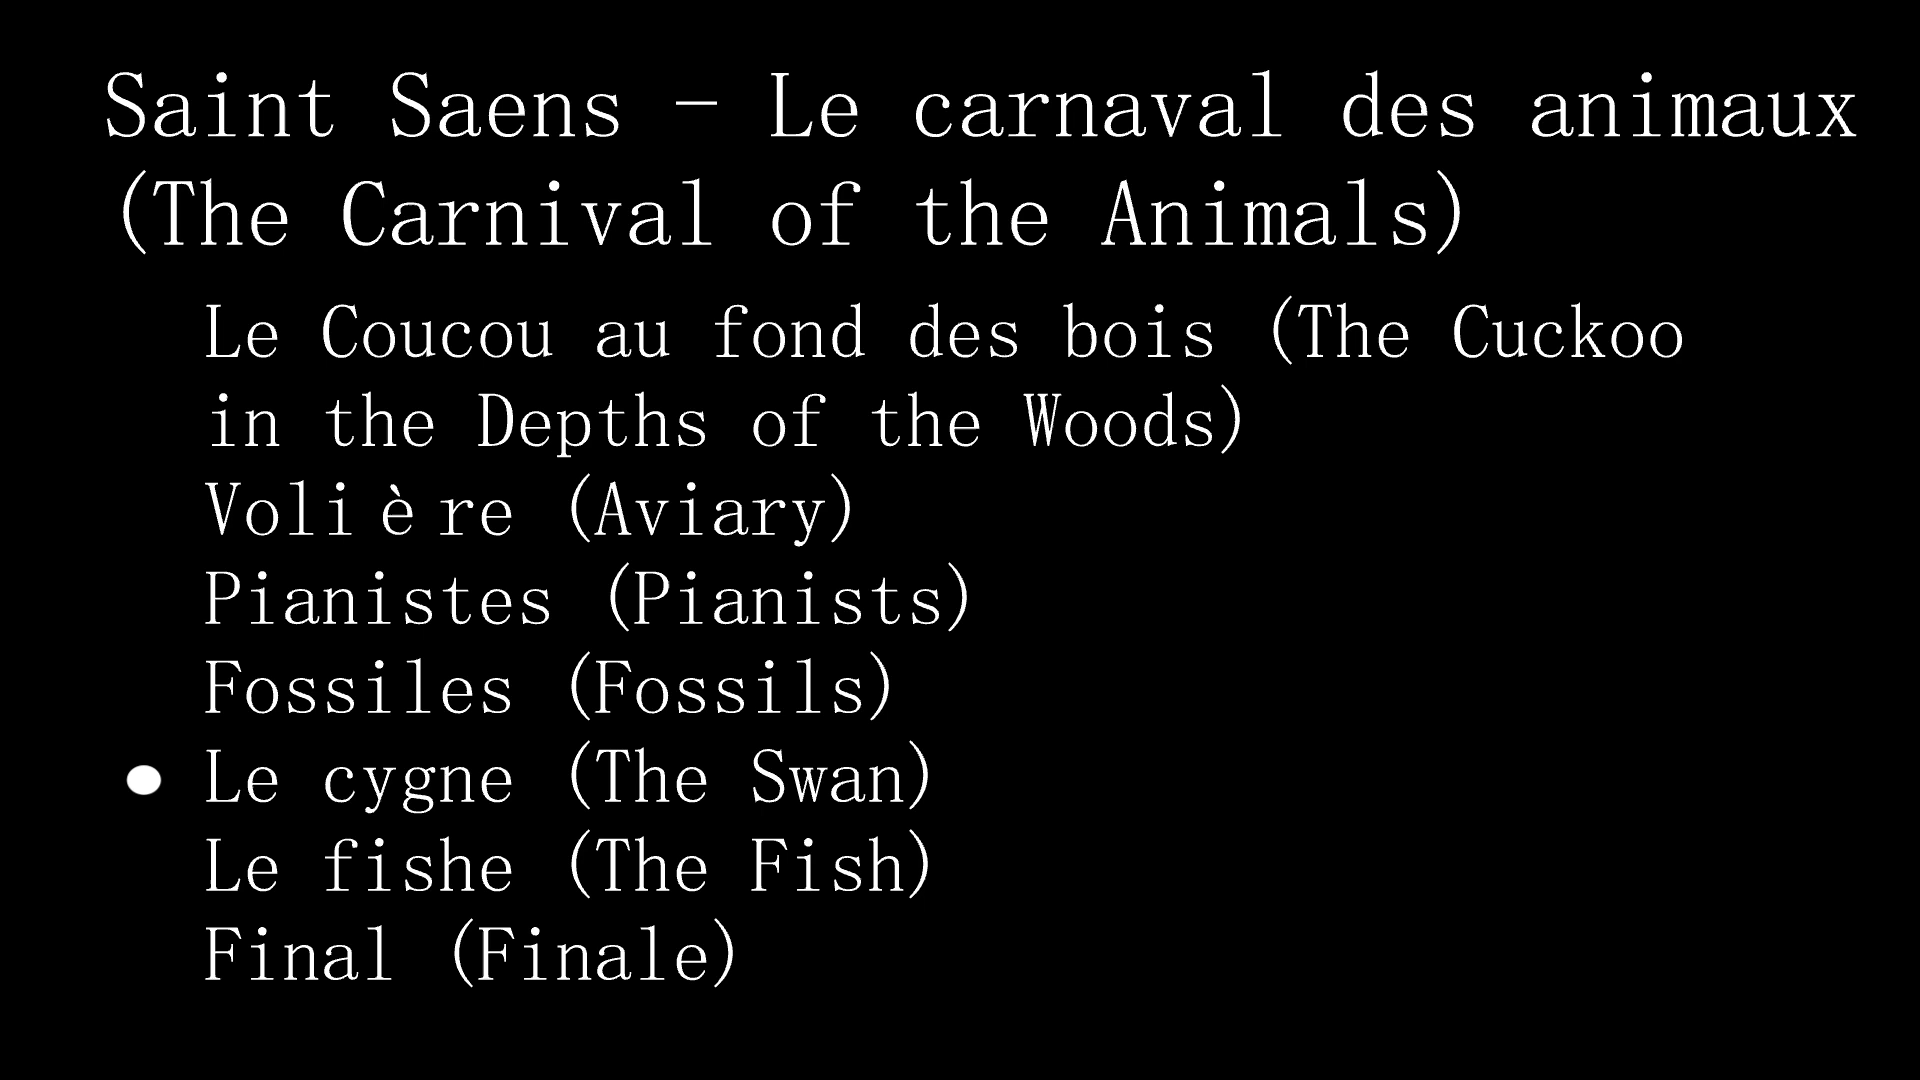 Saint Saens - Le carnaval des animaux
(The Carnival of the Animals)
Le Coucou au fond des bois (The Cuckoo
in the Depths of the Woods)
Volière (Aviary)
Pianistes (Pianists)
Fossiles (Fossils)
● Le cygne (The Swan)
Le fishe (The Fish)
Final (Finale)